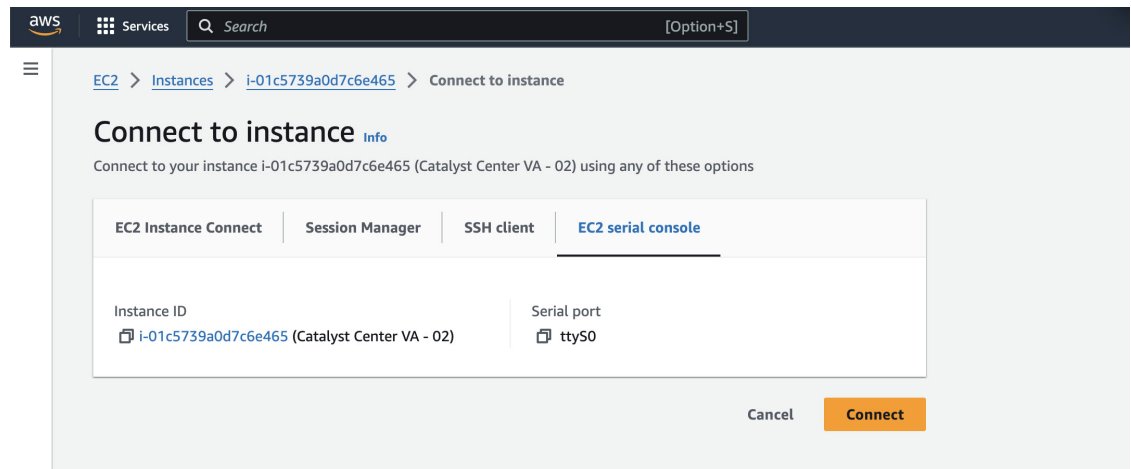 aws Services Search [Option+S]
EC2 Instances i-01c5739a0d7c6e465 Connect to instance
Connect to instance Info
Connect to your instance i-01c5739a0d7c6e465 (Catalyst Center VA - 02) using any of these options
EC2 Instance Connect Session Manager SSH client EC2 serial console
Instance ID Serial port
i-01c5739a0d7c6e465 (Catalyst Center VA - 02) ttyS0
Cancel Connect